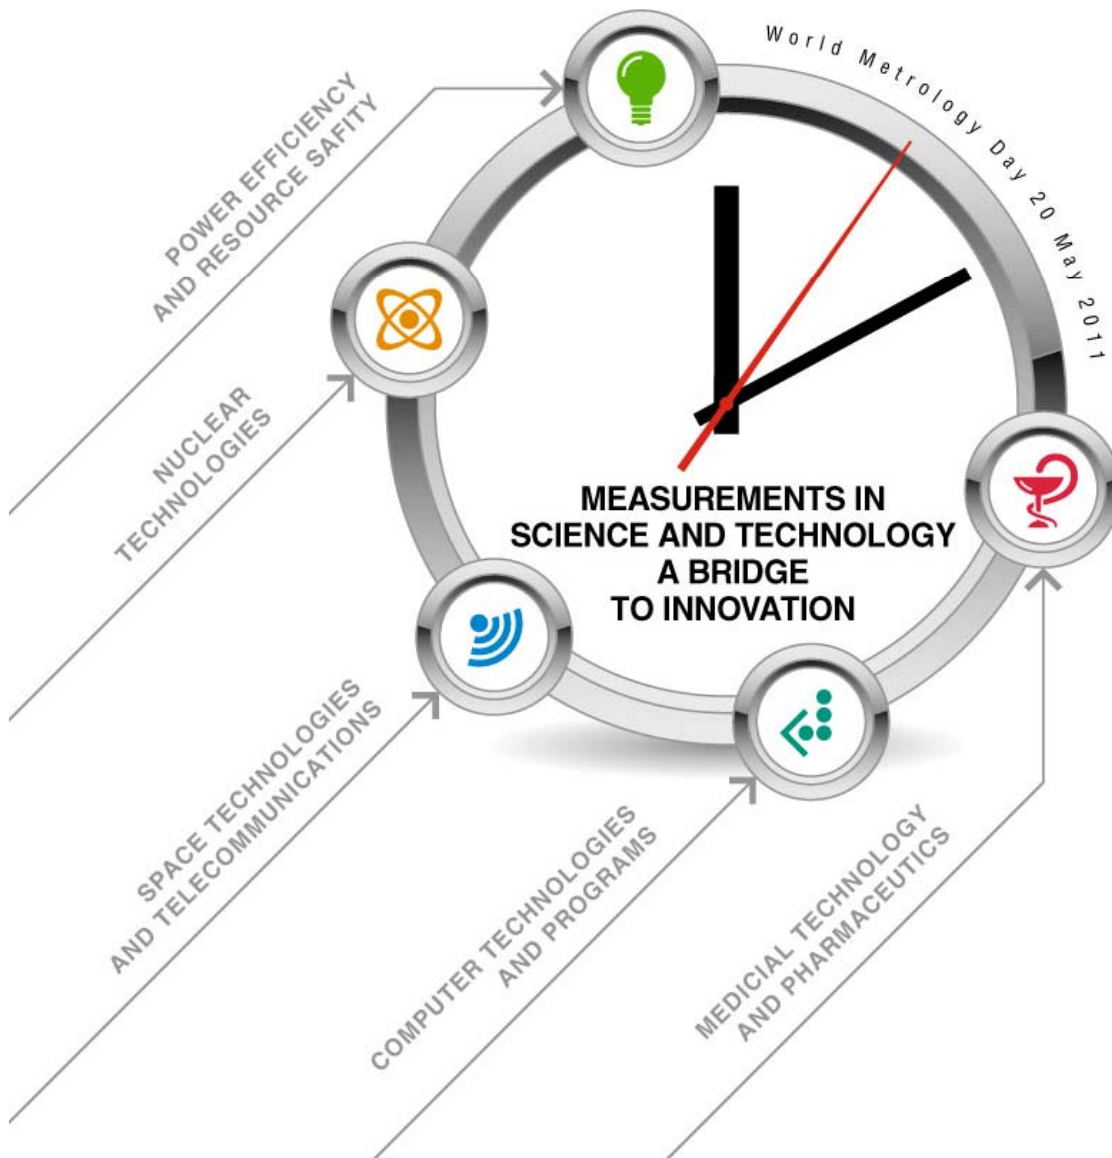 World Metrology Day 20 May 2011
POWER EFFICIENCY
AND RESOURCE SAFITY
NUCLEAR
TECHNOLOGIES
MEASUREMENTS IN
SCIENCE AND TECHNOLOGY
A BRIDGE
TO INNOVATION
SPACE TECHNOLOGIES
AND TELECOMMUNICATIONS
COMPUTER TECHNOLOGIES
AND PROGRAMS
MEDICIAL TECHNOLOGY
AND PHARMACEUTICS